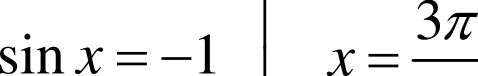 sin x = −1 | x = 3π